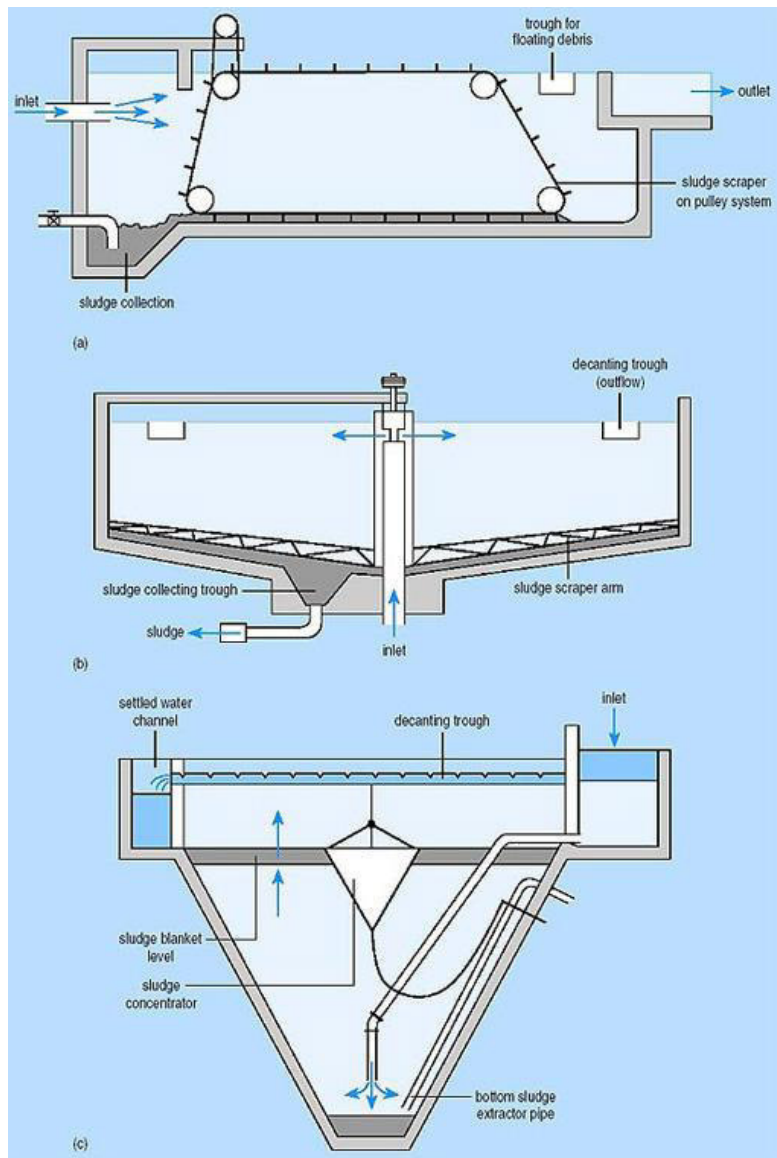 trough for
floating debris
inlet
outlet
sludge scraper
on pulley system
sludge collection
(a)
decanting trough
(outflow)
sludge collecting trough
sludge scraper arm
sludge
inlet
(b)
settled water
channel
inlet
decanting trough
sludge blanket
level
sludge
concentrator
bottom sludge
extractor pipe
(c)